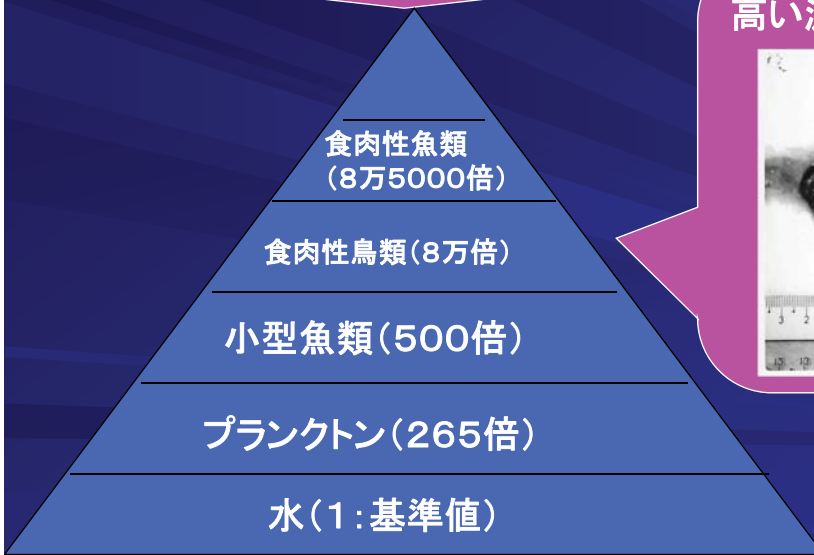 高い
食肉性魚類
（8万5000倍）
食肉性鳥類（8万倍）
小型魚類（500倍）
プランクトン（265倍）
水（1：基準値）